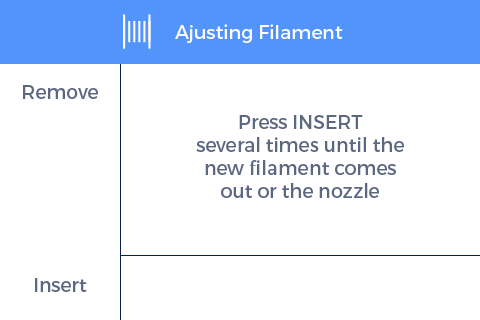 Ajusting Filament
Remove
Press INSERT
several times until the
new filament comes
out or the nozzle
Insert